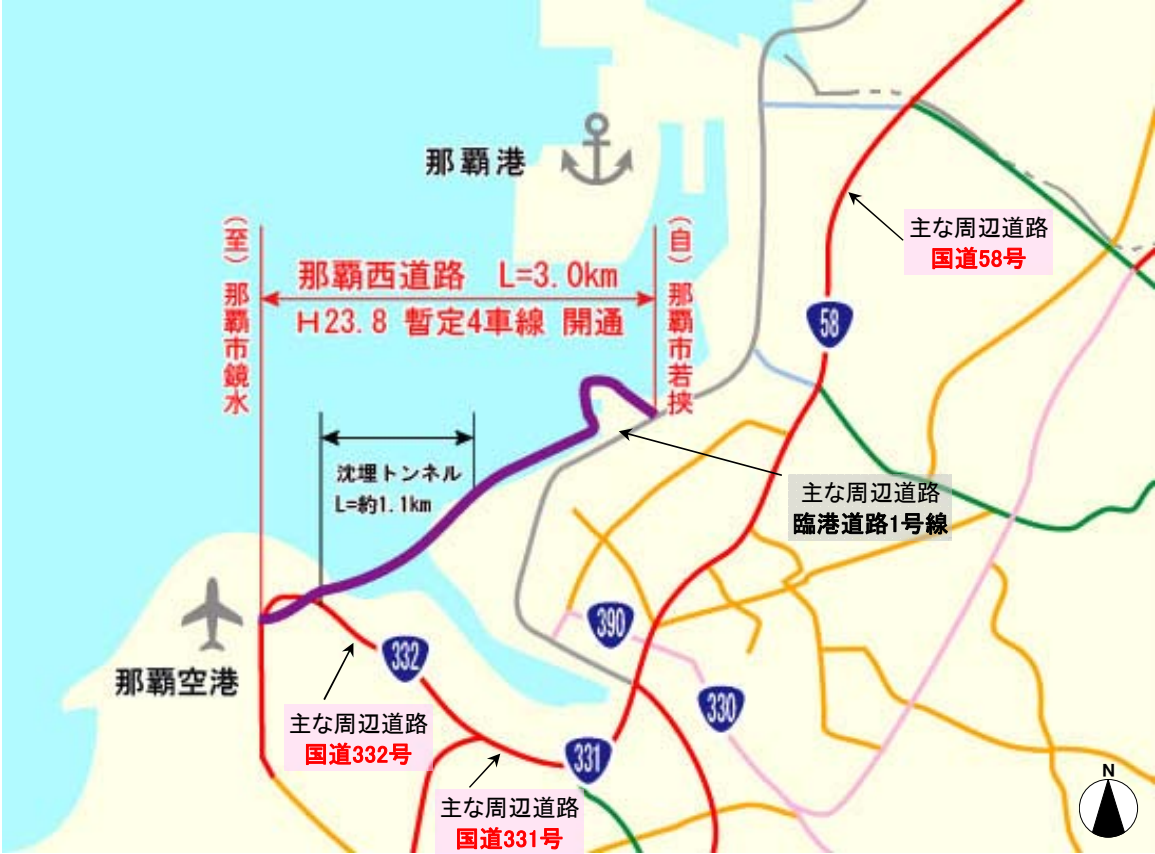 那覇港
(至)那覇市鏡水
那覇西道路 L=3.0km
H23.8 暫定4車線 開通
(自)那覇市若狭
主な周辺道路
国道58号
58
沈埋トンネル
L=約1.1km
主な周辺道路
臨港道路1号線
390
332
330
那覇空港
主な周辺道路
国道332号
331
主な周辺道路
国道331号
N